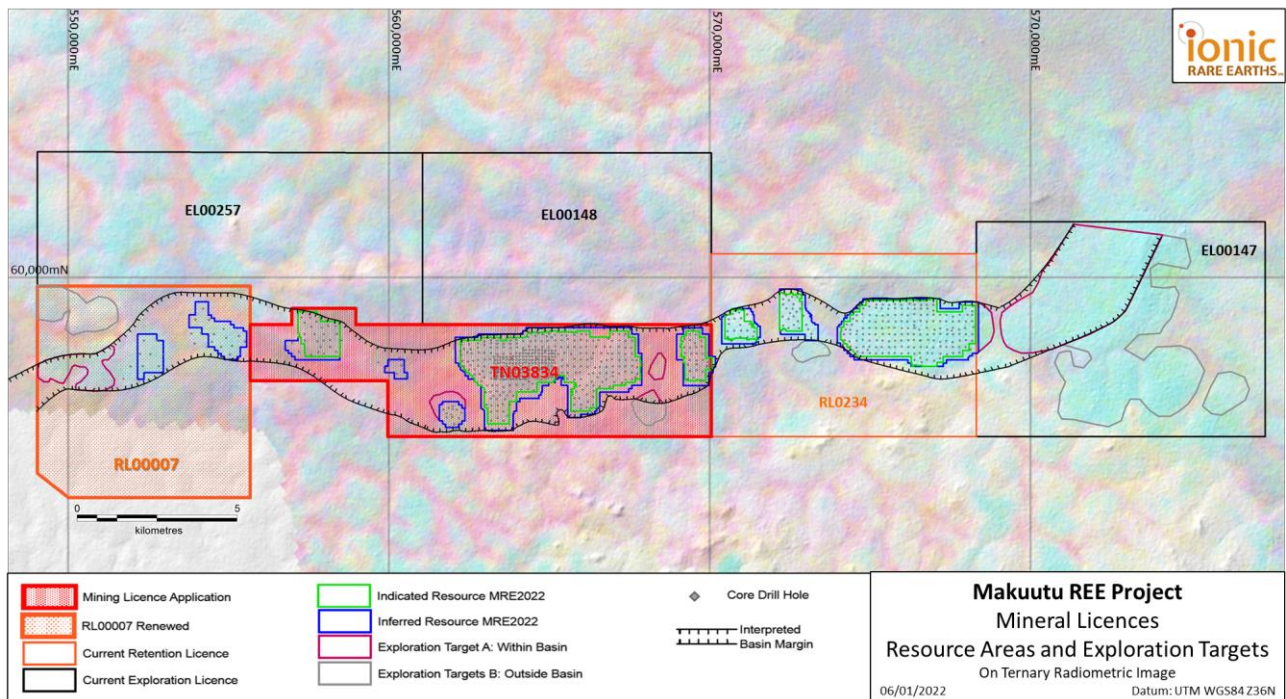 550,000mE
560,000mE
570,000mE
570,000mE
ionic
RARE EARTHS
EL00257
EL00148
EL00147
60,000mN
TN03834
RL0234
RL00007
0 5
kilometres
Mining Licence Application
RL00007 Renewed
Current Retention Licence
Current Exploration Licence
Indicated Resource MRE2022
Inferred Resource MRE2022
Exploration Target A: Within Basin
Exploration Targets B: Outside Basin
Core Drill Hole
Interpreted
Basin Margin
Makuutu REE Project
Mineral Licences
Resource Areas and Exploration Targets
On Ternary Radiometric Image
06/01/2022 Datum: UTM WGS84 Z36N